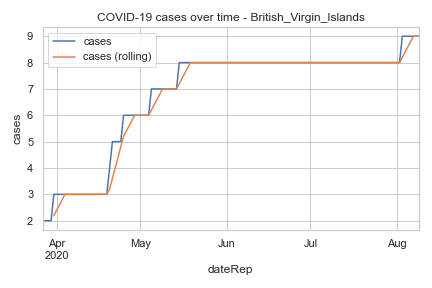 COVID-19 cases over time - British_Virgin_Islands
cases
cases (rolling)
cases
9
8
7
6
5
4
3
2
Apr
2020
May
Jun
Jul
Aug
dateRep